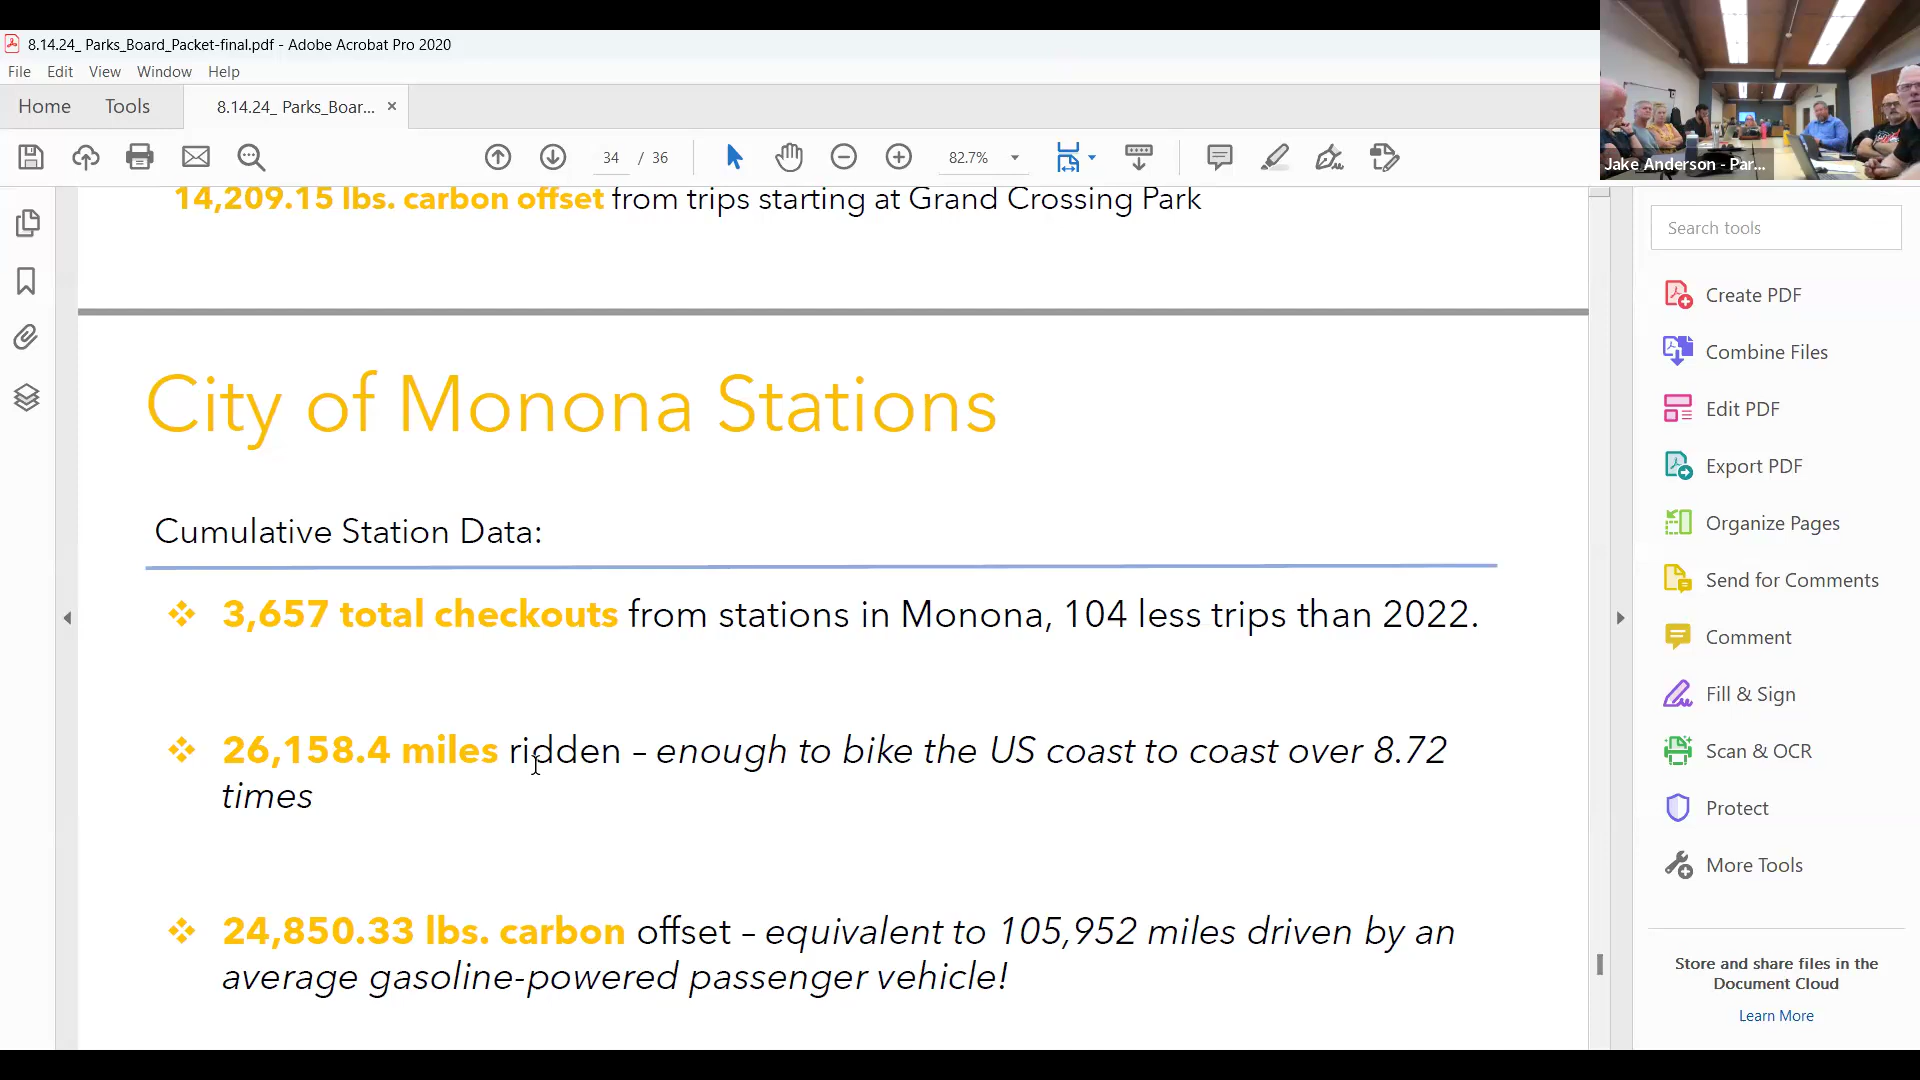 8.14.24_ Parks_Board_Packet-final.pdf - Adobe Acrobat Pro 2020
File Edit View Window Help
Home Tools 8.14.24_ Parks_Boar... ×
34 / 36 82.7%
Jake Anderson - Par...
14,209.15 lbs. carbon offset from trips starting at Grand Crossing Park
City of Monona Stations
Cumulative Station Data:
❖ 3,657 total checkouts from stations in Monona, 104 less trips than 2022.
❖ 26,158.4 miles ridden – enough to bike the US coast to coast over 8.72
times
❖ 24,850.33 lbs. carbon offset – equivalent to 105,952 miles driven by an
average gasoline-powered passenger vehicle!
Search tools
Create PDF
Combine Files
Edit PDF
Export PDF
Organize Pages
Send for Comments
Comment
Fill & Sign
Scan & OCR
Protect
More Tools
Store and share files in the
Document Cloud
Learn More